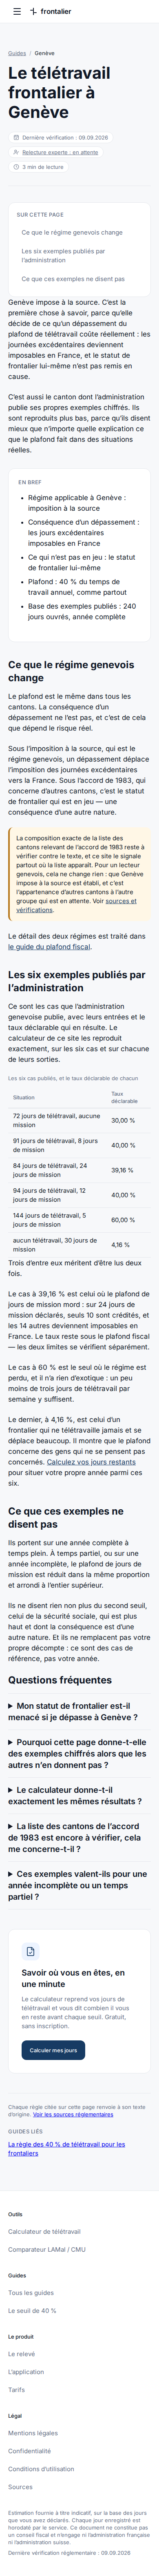 frontalier
Guides / Genève
Le télétravail
frontalier à
Genève
Dernière vérification : 09.09.2026
Relecture experte : en attente
3 min de lecture
SUR CETTE PAGE
Ce que le régime genevois change
Les six exemples publiés par
l'administration
Ce que ces exemples ne disent pas
Genève impose à la source. C'est la
première chose à savoir, parce qu'elle
décide de ce qu'un dépassement du
plafond de télétravail coûte réellement : les
journées excédentaires deviennent
imposables en France, et le statut de
frontalier lui-même n'est pas remis en
cause.
C'est aussi le canton dont l'administration
publie ses propres exemples chiffrés. Ils
sont reproduits plus bas, parce qu'ils disent
mieux que n'importe quelle explication ce
que le plafond fait dans des situations
réelles.
EN BREF
• Régime applicable à Genève :
imposition à la source
• Conséquence d'un dépassement :
les jours excédentaires
imposables en France
• Ce qui n'est pas en jeu : le statut
de frontalier lui-même
• Plafond : 40 % du temps de
travail annuel, comme partout
• Base des exemples publiés : 240
jours ouvrés, année complète
Ce que le régime genevois
change
Le plafond est le même dans tous les
cantons. La conséquence d'un
dépassement ne l'est pas, et c'est de cela
que dépend le risque réel.
Sous l'imposition à la source, qui est le
régime genevois, un dépassement déplace
l'imposition des journées excédentaires
vers la France. Sous l'accord de 1983, qui
concerne d'autres cantons, c'est le statut
de frontalier qui est en jeu — une
conséquence d'une autre nature.
La composition exacte de la liste des
cantons relevant de l'accord de 1983 reste à
vérifier contre le texte, et ce site le signale
partout où la liste apparaît. Pour un lecteur
genevois, cela ne change rien : que Genève
impose à la source est établi, et c'est
l'appartenance d'autres cantons à l'autre
groupe qui est en attente. Voir sources et
vérifications.
Le détail des deux régimes est traité dans
le guide du plafond fiscal.
Les six exemples publiés par
l'administration
Ce sont les cas que l'administration
genevoise publie, avec leurs entrées et le
taux déclarable qui en résulte. Le
calculateur de ce site les reproduit
exactement, sur les six cas et sur chacune
de leurs sorties.
Les six cas publiés, et le taux déclarable de chacun
Situation Taux
déclarable
72 jours de télétravail, aucune
mission 30,00 %
91 jours de télétravail, 8 jours
de mission 40,00 %
84 jours de télétravail, 24
jours de mission 39,16 %
94 jours de télétravail, 12
jours de mission 40,00 %
144 jours de télétravail, 5
jours de mission 60,00 %
aucun télétravail, 30 jours de
mission 4,16 %
Trois d'entre eux méritent d'être lus deux
fois.
Le cas à 39,16 % est celui où le plafond de
jours de mission mord : sur 24 jours de
mission déclarés, seuls 10 sont crédités, et
les 14 autres deviennent imposables en
France. Le taux reste sous le plafond fiscal
— les deux limites se vérifient séparément.
Le cas à 60 % est le seul où le régime est
perdu, et il n'a rien d'exotique : un peu
moins de trois jours de télétravail par
semaine y suffisent.
Le dernier, à 4,16 %, est celui d'un
frontalier qui ne télétravaille jamais et se
déplace beaucoup. Il montre que le plafond
concerne des gens qui ne se pensent pas
concernés. Calculez vos jours restants
pour situer votre propre année parmi ces
six.
Ce que ces exemples ne
disent pas
Ils portent sur une année complète à
temps plein. À temps partiel, ou sur une
année incomplète, le plafond de jours de
mission est réduit dans la même proportion
et arrondi à l'entier supérieur.
Ils ne disent rien non plus du second seuil,
celui de la sécurité sociale, qui est plus
haut et dont la conséquence est d'une
autre nature. Et ils ne remplacent pas votre
propre décompte : ce sont des cas de
référence, pas votre année.
Questions fréquentes
▶ Mon statut de frontalier est-il
menacé si je dépasse à Genève ?
▶ Pourquoi cette page donne-t-elle
des exemples chiffrés alors que les
autres n'en donnent pas ?
▶ Le calculateur donne-t-il
exactement les mêmes résultats ?
▶ La liste des cantons de l'accord
de 1983 est encore à vérifier, cela
me concerne-t-il ?
▶ Ces exemples valent-ils pour une
année incomplète ou un temps
partiel ?
Savoir où vous en êtes, en
une minute
Le calculateur reprend vos jours de
télétravail et vous dit combien il vous
en reste avant chaque seuil. Gratuit,
sans inscription.
Calculer mes jours
Chaque règle citée sur cette page renvoie à son texte
d'origine. Voir les sources réglementaires
GUIDES LIÉS
La règle des 40 % de télétravail pour les
frontaliers
Outils
Calculateur de télétravail
Comparateur LAMal / CMU
Guides
Tous les guides
Le seuil de 40 %
Le produit
Le relevé
L'application
Tarifs
Légal
Mentions légales
Confidentialité
Conditions d'utilisation
Sources
Estimation fournie à titre indicatif, sur la base des jours
que vous avez déclarés. Chaque jour enregistré est
horodaté par le service. Ce document ne constitue pas
un conseil fiscal et n'engage ni l'administration française
ni l'administration suisse.
Dernière vérification réglementaire : 09.09.2026